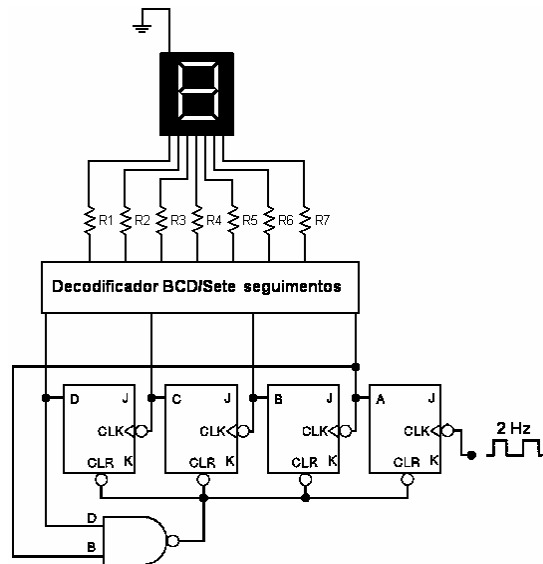 R1 R2 R3 R4 R5 R6 R7
Decodificador BCD/Sete seguimentos
D J C J B J A J
CLK CLK CLK CLK
2 Hz
CLR K CLR K CLR K CLR K
D
B